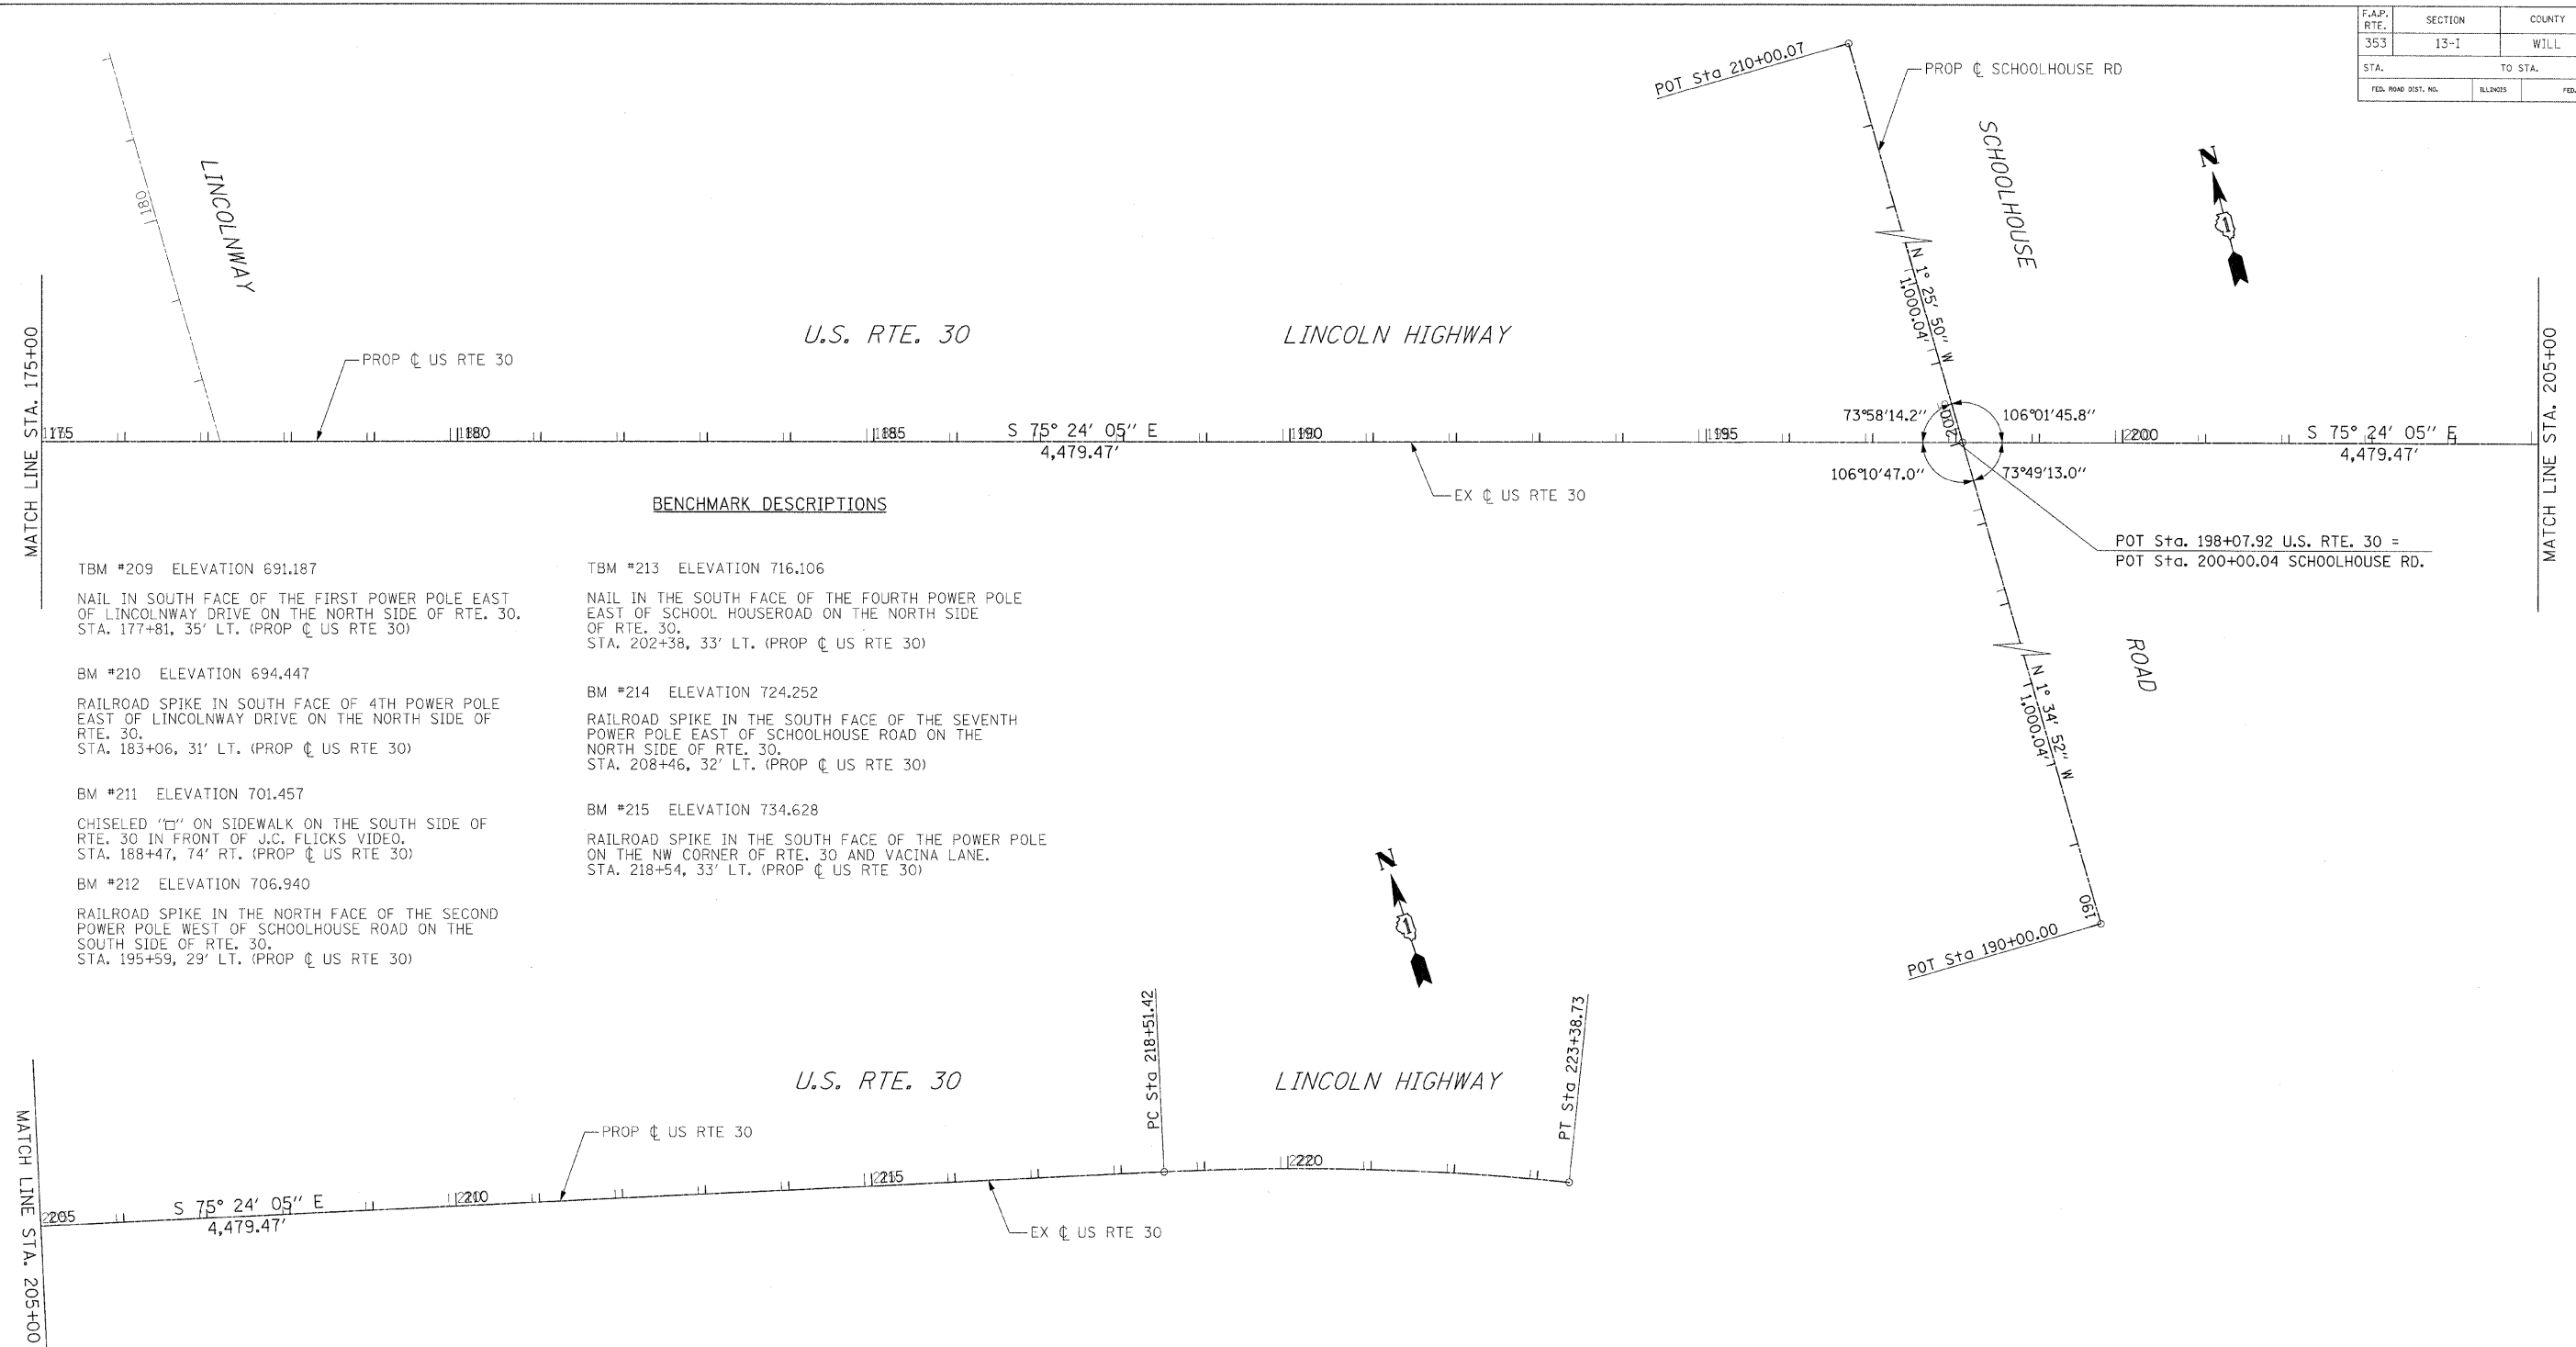 F.A.P. RTE. SECTION COUNTY
353 13-I WILL
STA. TO STA.
FED. ROAD DIST. NO. ILLINOIS FED.
POT Sta 210+00.07
PROP ℄ SCHOOLHOUSE RD
SCHOOLHOUSE
N
1
LINCOLNWAY
180
N 1° 25' 50" W
1,000.04'
U.S. RTE. 30
LINCOLN HIGHWAY
PROP ℄ US RTE 30
MATCH LINE STA. 175+00
MATCH LINE STA. 205+00
175
180
185
S 75° 24' 05" E
4,479.47'
190
195
200
73°58'14.2"
106°01'45.8"
200
S 75° 24' 05" E
4,479.47'
106°10'47.0"
73°49'13.0"
EX ℄ US RTE 30
POT Sta. 198+07.92 U.S. RTE. 30 =
POT Sta. 200+00.04 SCHOOLHOUSE RD.
ROAD
N 1° 34' 52" W
1,000.04'
190
POT Sta 190+00.00
BENCHMARK DESCRIPTIONS
TBM #209 ELEVATION 691.187
NAIL IN SOUTH FACE OF THE FIRST POWER POLE EAST
OF LINCOLNWAY DRIVE ON THE NORTH SIDE OF RTE. 30.
STA. 177+81, 35' LT. (PROP ℄ US RTE 30)
BM #210 ELEVATION 694.447
RAILROAD SPIKE IN SOUTH FACE OF 4TH POWER POLE
EAST OF LINCOLNWAY DRIVE ON THE NORTH SIDE OF
RTE. 30.
STA. 183+06, 31' LT. (PROP ℄ US RTE 30)
BM #211 ELEVATION 701.457
CHISELED "□" ON SIDEWALK ON THE SOUTH SIDE OF
RTE. 30 IN FRONT OF J.C. FLICKS VIDEO.
STA. 188+47, 74' RT. (PROP ℄ US RTE 30)
BM #212 ELEVATION 706.940
RAILROAD SPIKE IN THE NORTH FACE OF THE SECOND
POWER POLE WEST OF SCHOOLHOUSE ROAD ON THE
SOUTH SIDE OF RTE. 30.
STA. 195+59, 29' LT. (PROP ℄ US RTE 30)
TBM #213 ELEVATION 716.106
NAIL IN THE SOUTH FACE OF THE FOURTH POWER POLE
EAST OF SCHOOL HOUSEROAD ON THE NORTH SIDE
OF RTE. 30.
STA. 202+38, 33' LT. (PROP ℄ US RTE 30)
BM #214 ELEVATION 724.252
RAILROAD SPIKE IN THE SOUTH FACE OF THE SEVENTH
POWER POLE EAST OF SCHOOLHOUSE ROAD ON THE
NORTH SIDE OF RTE. 30.
STA. 208+46, 32' LT. (PROP ℄ US RTE 30)
BM #215 ELEVATION 734.628
RAILROAD SPIKE IN THE SOUTH FACE OF THE POWER POLE
ON THE NW CORNER OF RTE. 30 AND VACINA LANE.
STA. 218+54, 33' LT. (PROP ℄ US RTE 30)
N
1
MATCH LINE STA. 205+00
U.S. RTE. 30
LINCOLN HIGHWAY
PC Sta 218+51.42
PT Sta 223+38.73
PROP ℄ US RTE 30
205
S 75° 24' 05" E
4,479.47'
210
215
220
EX ℄ US RTE 30